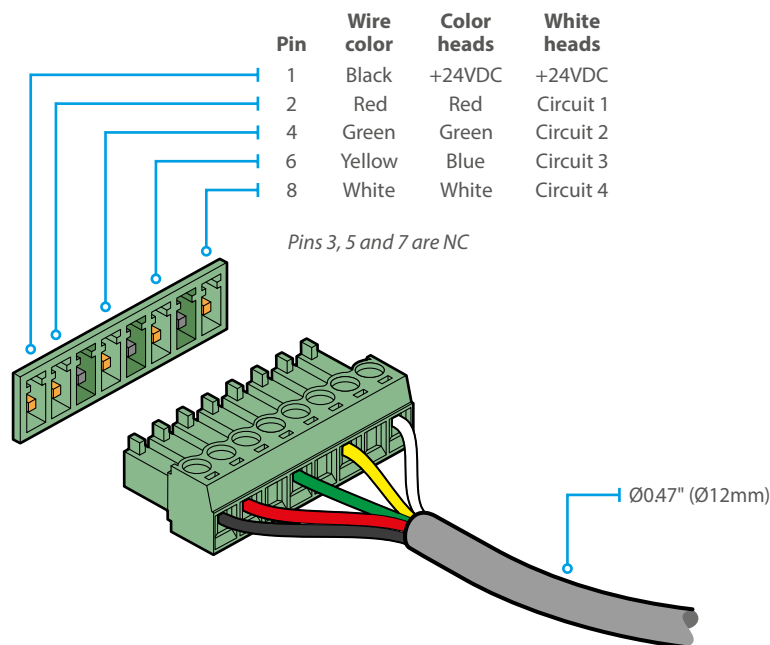 Pin Wire color Color heads White heads
1 Black +24VDC +24VDC
2 Red Red Circuit 1
4 Green Green Circuit 2
6 Yellow Blue Circuit 3
8 White White Circuit 4
Pins 3, 5 and 7 are NC
Ø0.47" (Ø12mm)